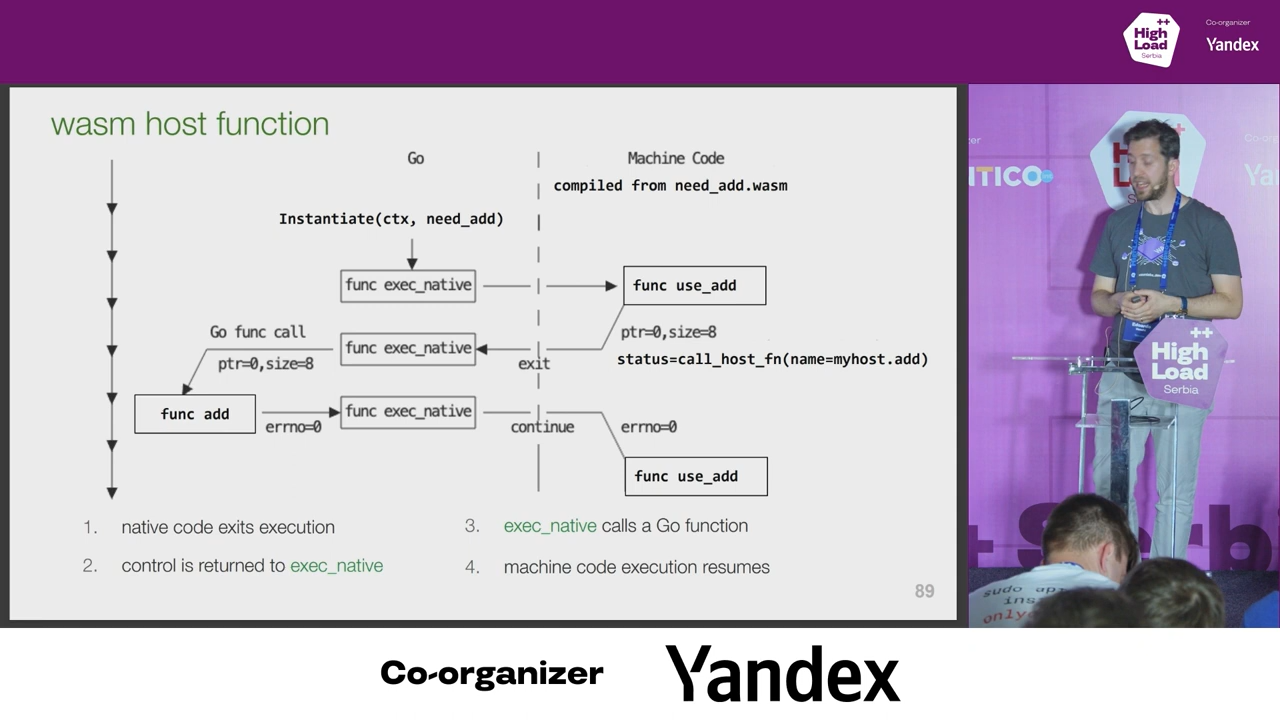 ++
High
Load
Serbia
Co-organizer
Yandex
wasm host function
Go
Machine Code
compiled from need_add.wasm
Instantiate(ctx, need_add)
func exec_native
func use_add
Go func call
ptr=0,size=8
func exec_native
exit
ptr=0,size=8
status=call_host_fn(name=myhost.add)
func add
errno=0
func exec_native
continue
errno=0
func use_add
1. native code exits execution
2. control is returned to exec_native
3. exec_native calls a Go function
4. machine code execution resumes
89
NTICO
++
High
Load
Serbia
sudo
only
Co-organizer
Yandex